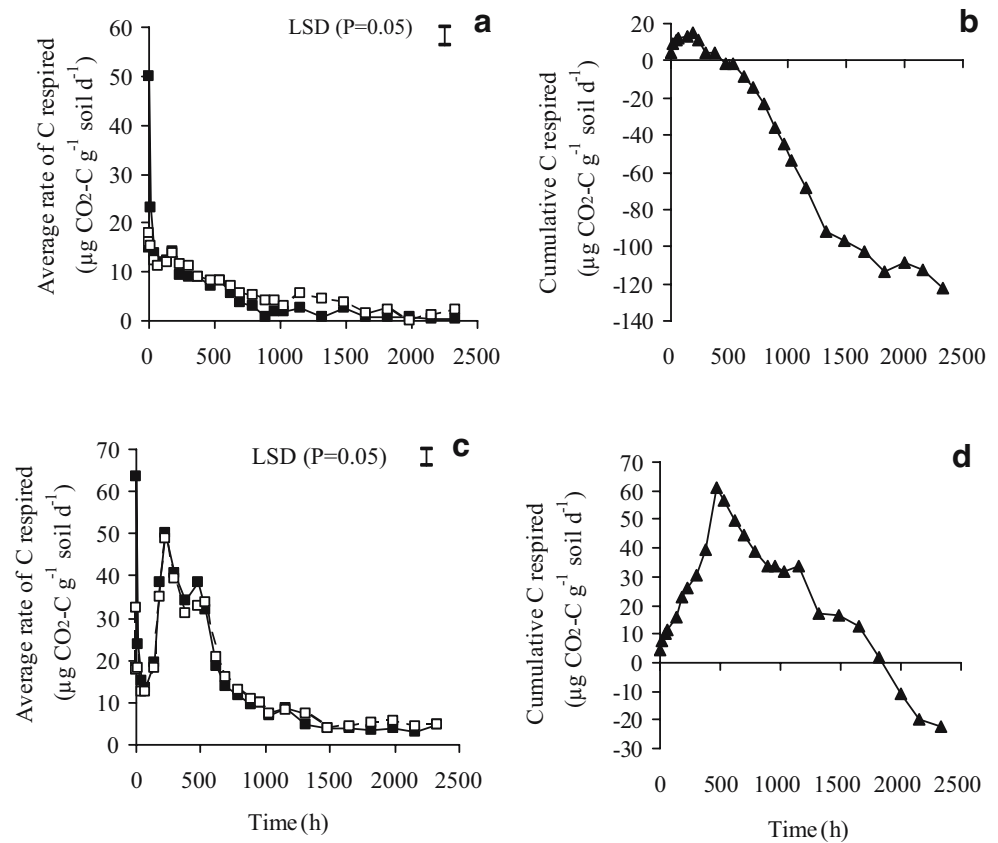 a
LSD (P=0.05)
Average rate of C respired
(µg CO2-C g-1 soil d-1)
60
50
40
30
20
10
0
0 500 1000 1500 2000 2500
b
Cumulative C respired
(µg CO2-C g-1 soil d-1)
20
0
-20
-40
-60
-80
-100
-120
-140
0 500 1000 1500 2000 2500
c
LSD (P=0.05)
Average rate of C respired
(µg CO2-C g-1 soil d-1)
70
60
50
40
30
20
10
0
0 500 1000 1500 2000 2500
Time (h)
d
Cumulative C respired
(µg CO2-C g-1 soil d-1)
70
60
50
40
30
20
10
0
-10
-20
-30
0 500 1000 1500 2000 2500
Time (h)